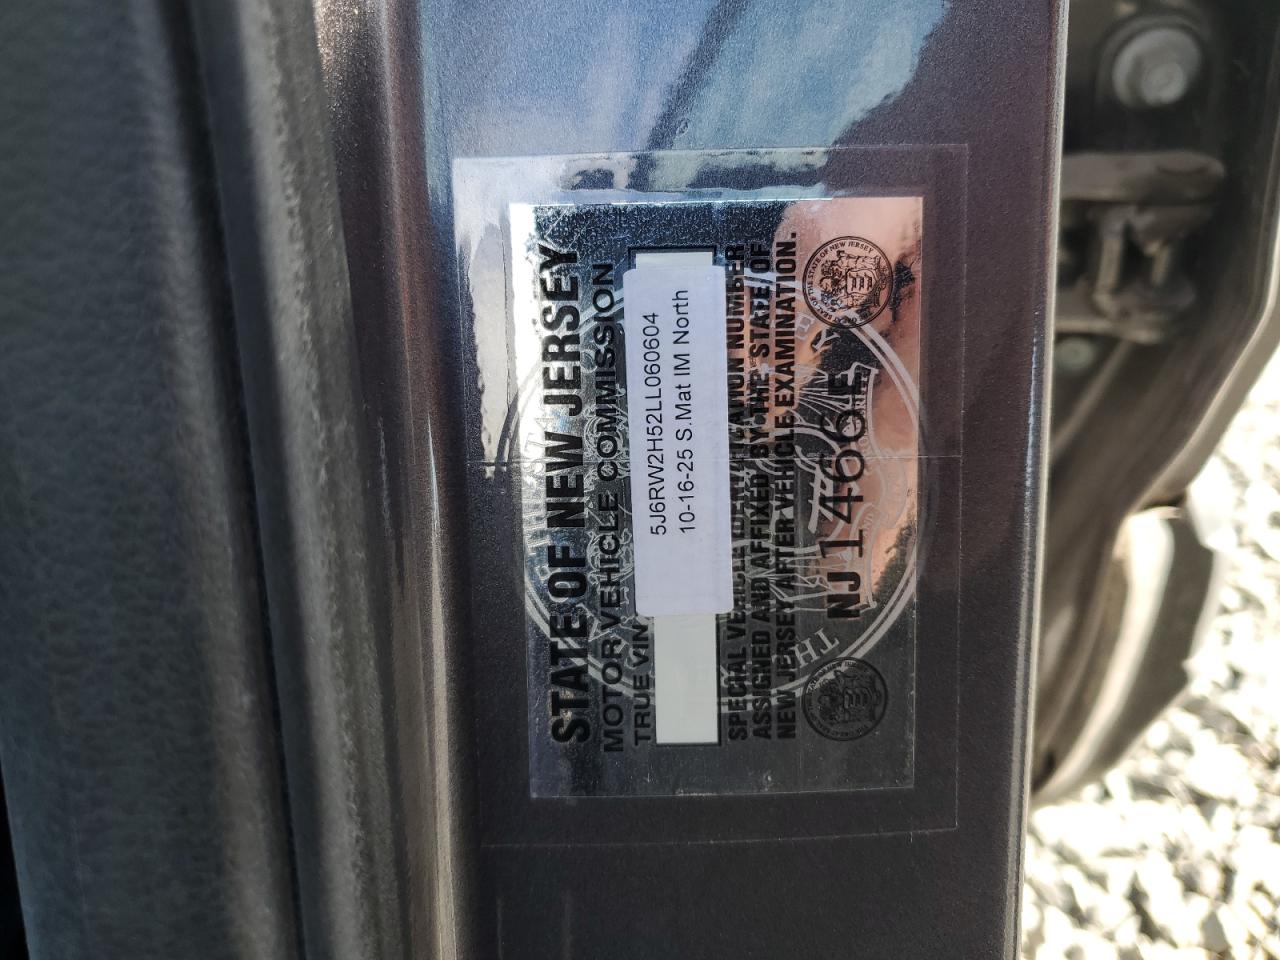 STATE OF NEW JERSEY
MOTOR VEHICLE COMMISSION
TRUE VIN
5J6RW2H52LL060604
10-16-25 S.Mat IM North
SPECIAL VEHICLE IDENTIFICATION NUMBER
ASSIGNED AND AFFIXED BY THE STATE OF
NEW JERSEY AFTER VEHICLE EXAMINATION.
NJ 1466 E